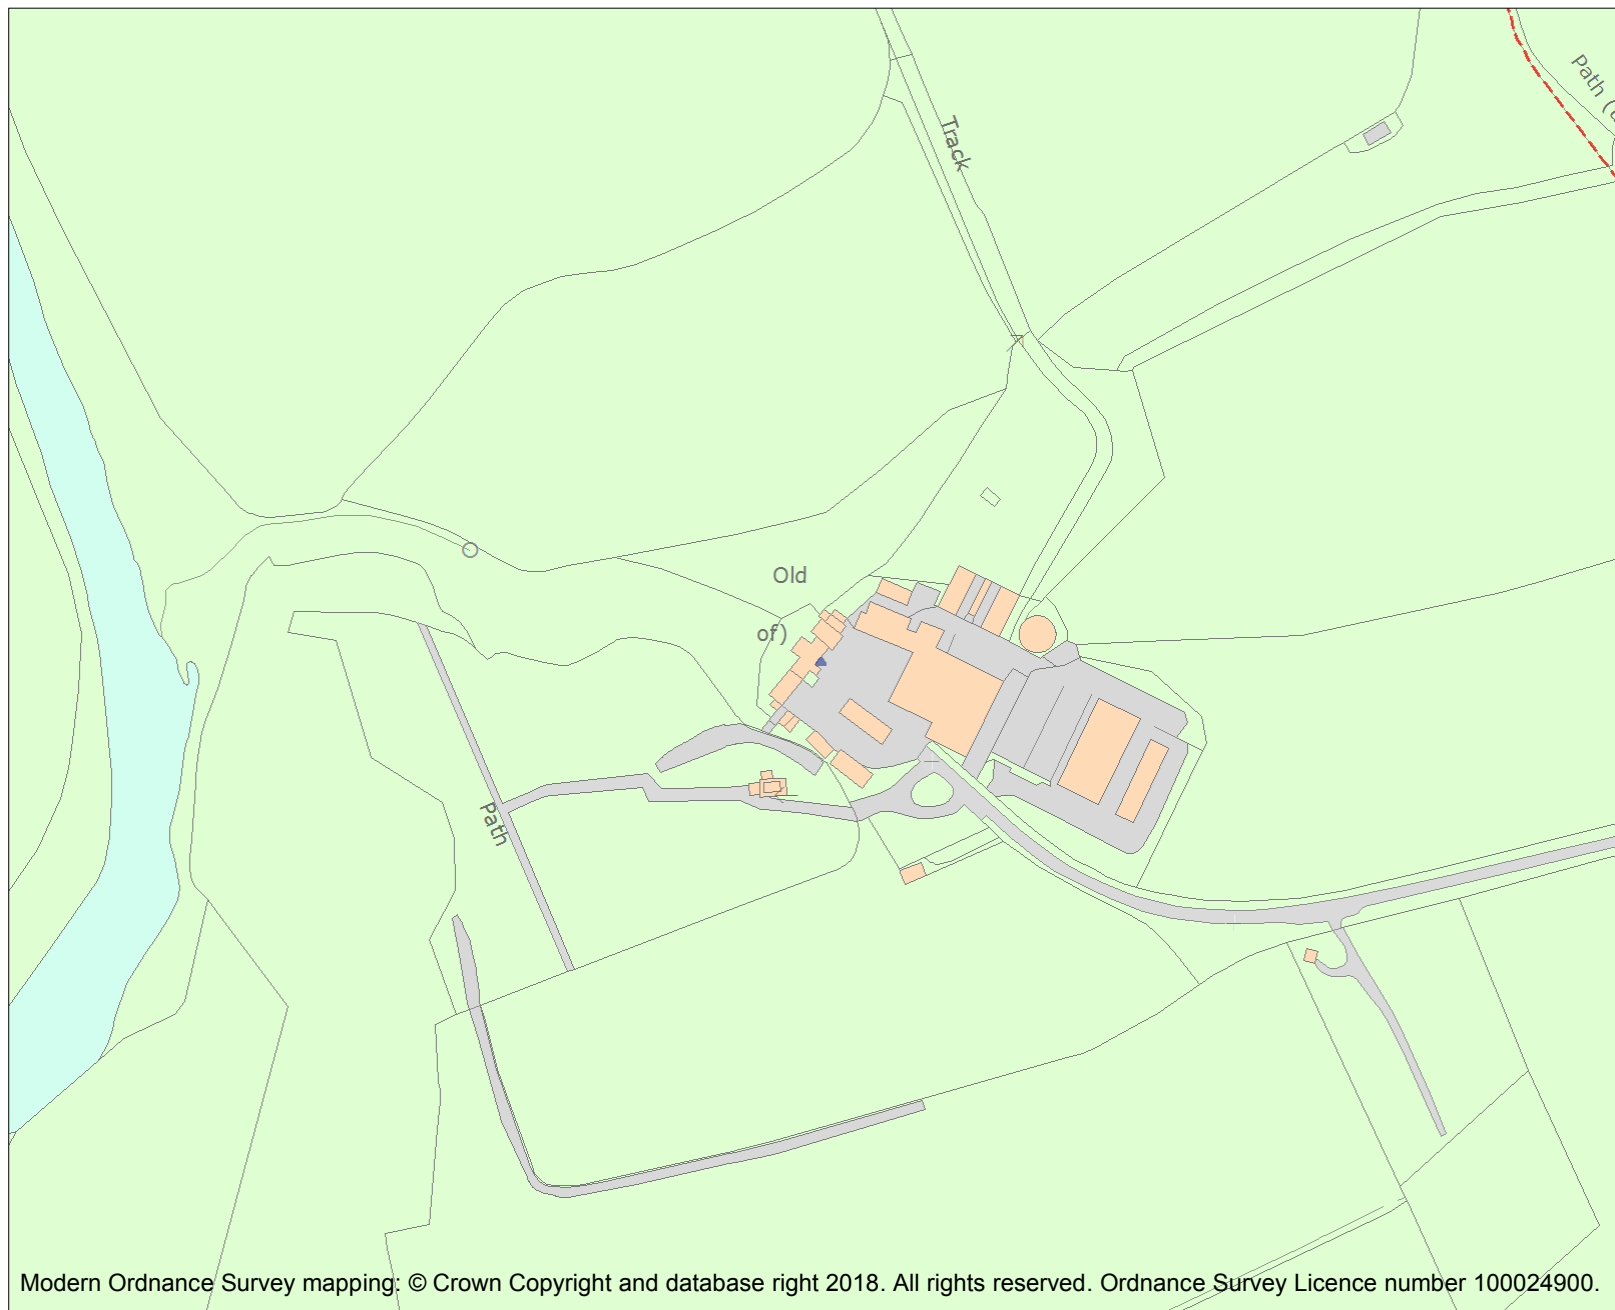 Path (u
Track
Old
of)
Path
Modern Ordnance Survey mapping: © Crown Copyright and database right 2018. All rights reserved. Ordnance Survey Licence number 100024900.